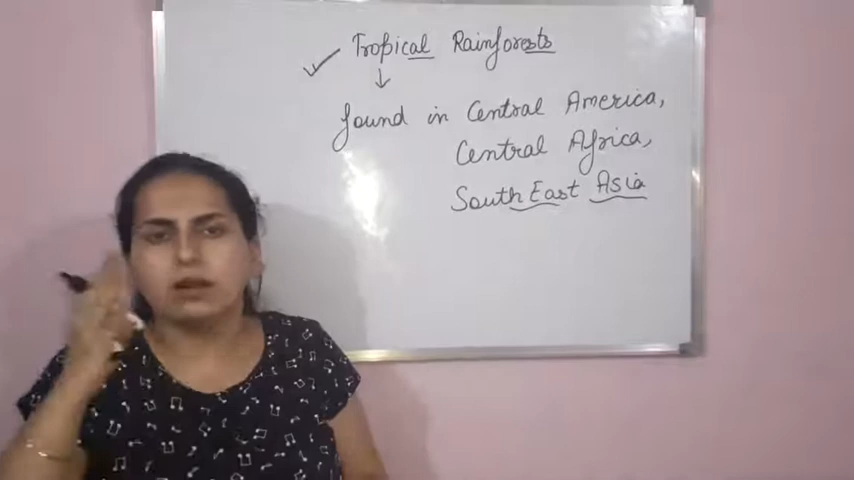 Tropical Rainforests
found in Central America,
Central Africa,
South East Asia